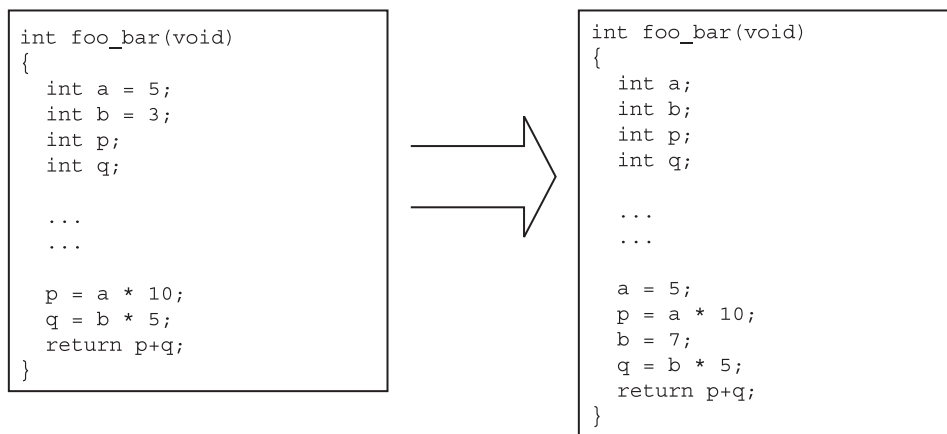 int foo_bar(void)
{
int a = 5;
int b = 3;
int p;
int q;
...
...
p = a * 10;
q = b * 5;
return p+q;
}
int foo_bar(void)
{
int a;
int b;
int p;
int q;
...
...
a = 5;
p = a * 10;
b = 7;
q = b * 5;
return p+q;
}